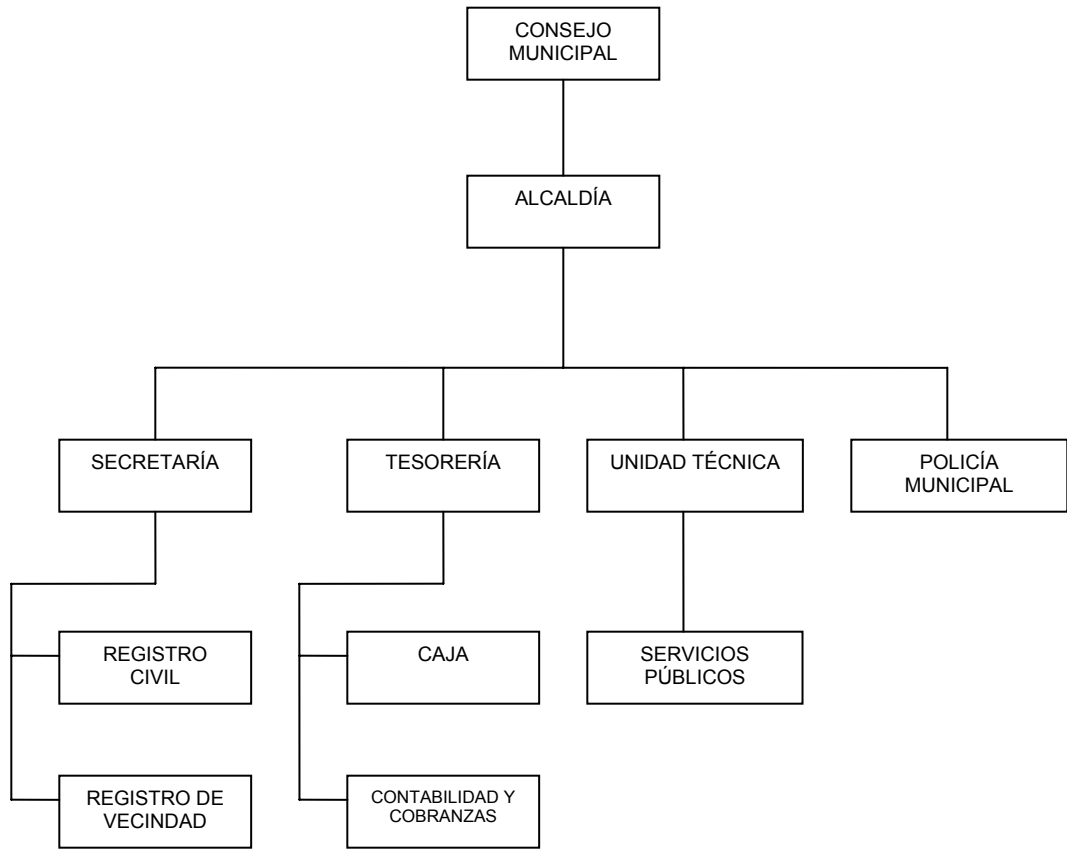 CONSEJO
MUNICIPAL
ALCALDÍA
SECRETARÍA
TESORERÍA
UNIDAD TÉCNICA
POLICÍA
MUNICIPAL
REGISTRO
CIVIL
CAJA
SERVICIOS
PÚBLICOS
REGISTRO DE
VECINDAD
CONTABILIDAD Y
COBRANZAS